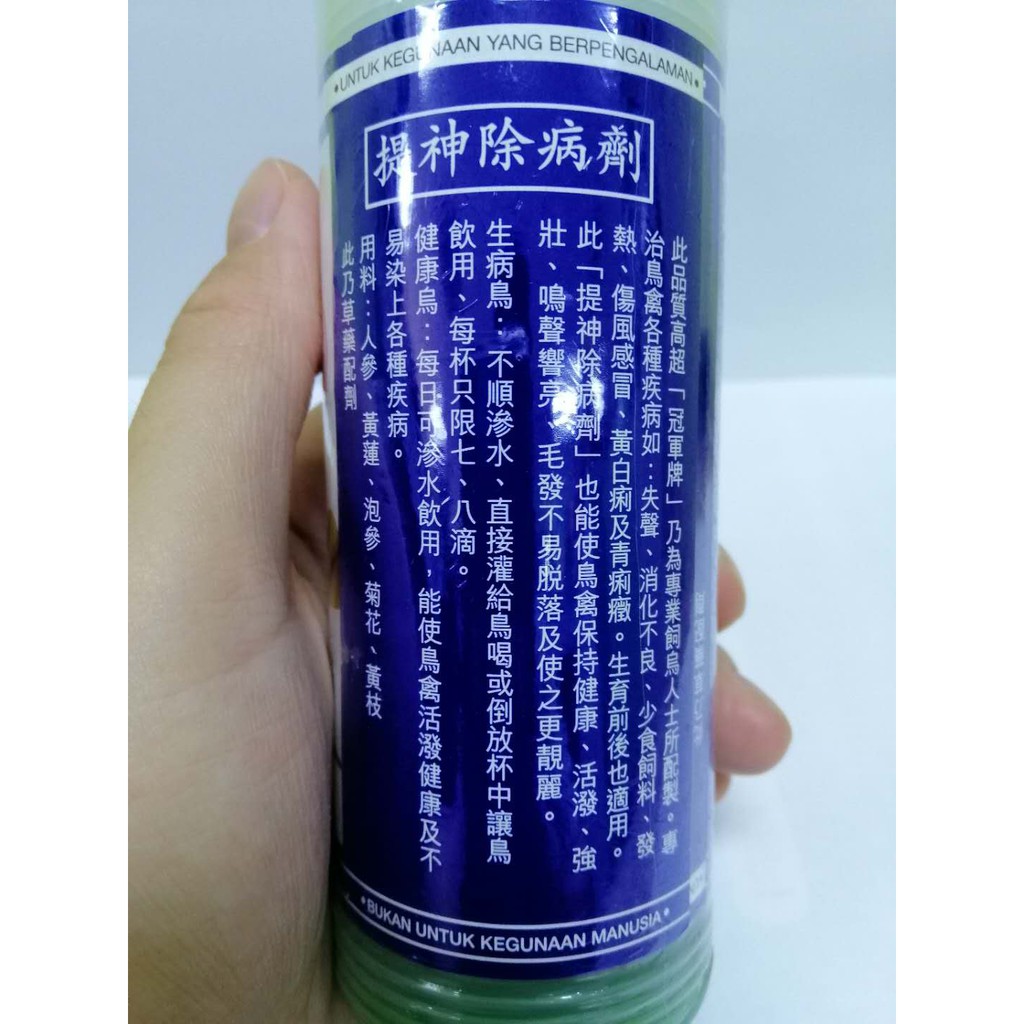 •UNTUK KEGUNAAN YANG BERPENGALAMAN•
提神除病劑
此品質高超「冠軍牌」乃為專業飼鳥人士所配製。專
治鳥禽各種疾病如：失聲、消化不良、少食飼料、發
熱、傷風感冒、黃白痢及青痢癥。生育前後也適用。
此「提神除病劑」也能使鳥禽保持健康、活潑、強
壯、鳴聲響亮、毛發不易脫落及使之更靚麗。
生病鳥：不順滲水、直接灌給鳥喝或倒放杯中讓鳥
飲用、每杯只限七、八滴。
健康烏：每日可滲水飲用，能使鳥禽活潑健康及不
易染上各種疾病。
用料：人參、黃蓮、泡參、菊花、黃枝
此乃草藥配劑
•BUKAN UNTUK KEGUNAAN MANUSIA•